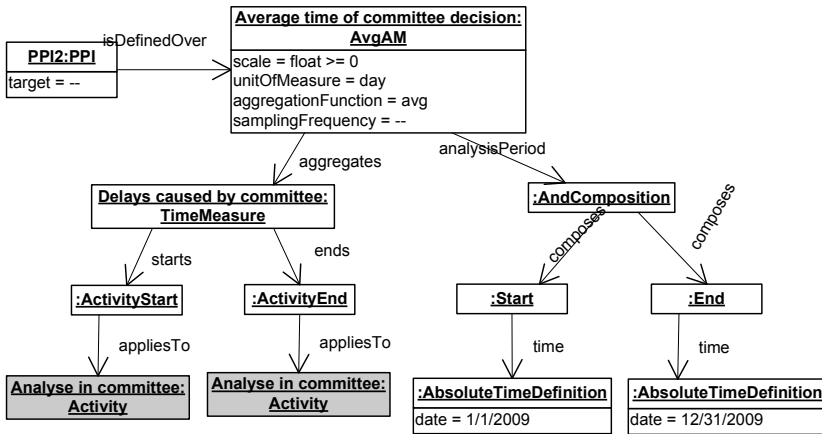 Average time of committee decision:
AvgAM
isDefinedOver
PPI2:PPI
target = --
scale = float >= 0
unitOfMeasure = day
aggregationFunction = avg
samplingFrequency = --
aggregates
analysisPeriod
Delays caused by committee:
TimeMeasure
:AndComposition
composes
composes
starts
ends
:ActivityStart
:ActivityEnd
:Start
:End
appliesTo
appliesTo
time
time
Analyse in committee:
Activity
Analyse in committee:
Activity
:AbsoluteTimeDefinition
date = 1/1/2009
:AbsoluteTimeDefinition
date = 12/31/2009